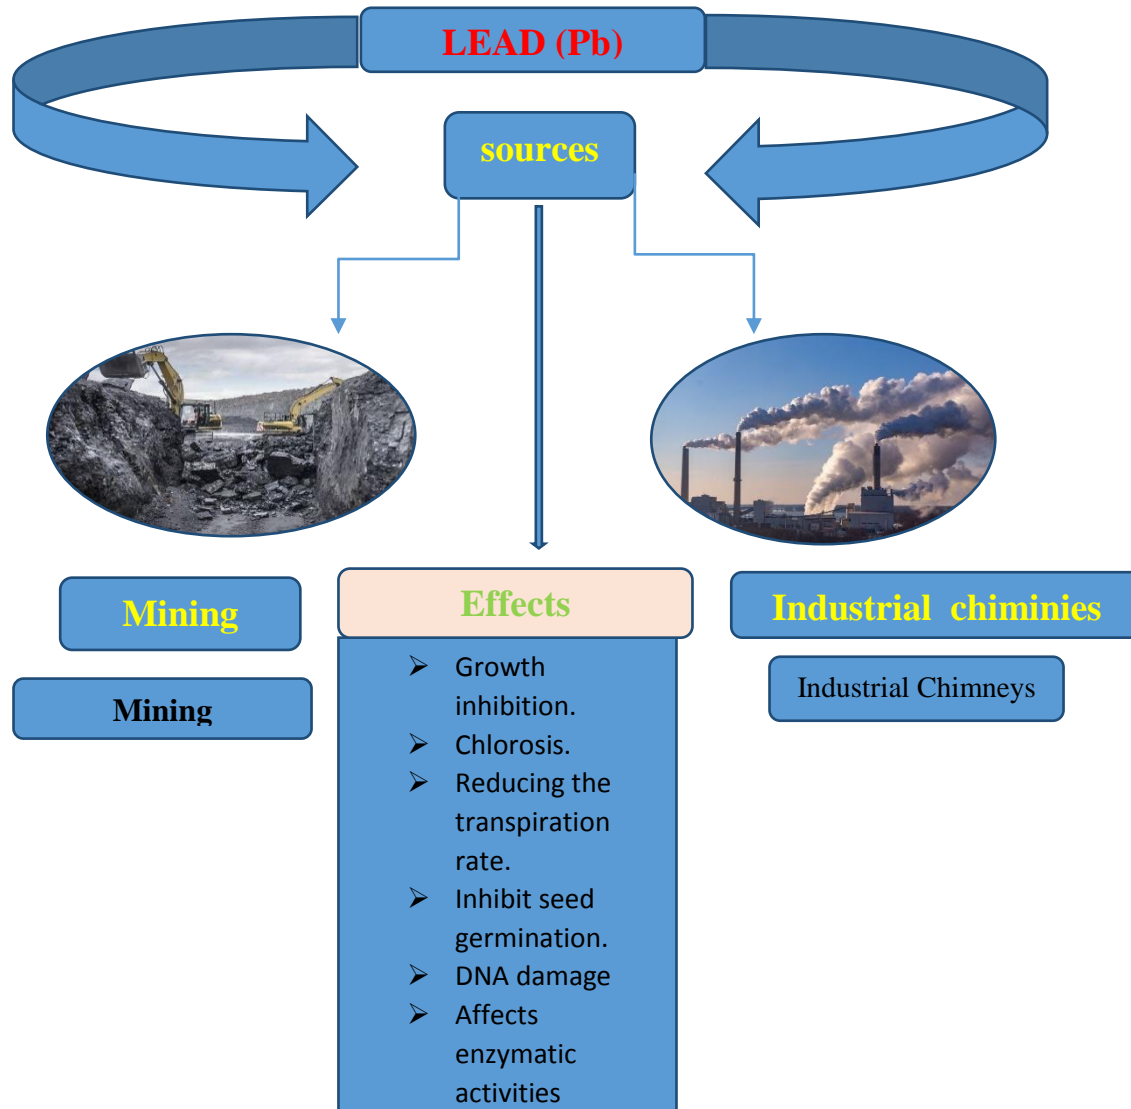 LEAD (Pb)
sources
Mining
Mining
Effects
➢ Growth
inhibition.
➢ Chlorosis.
➢ Reducing the
transpiration
rate.
➢ Inhibit seed
germination.
➢ DNA damage
➢ Affects
enzymatic
activities
Industrial chiminies
Industrial Chimneys